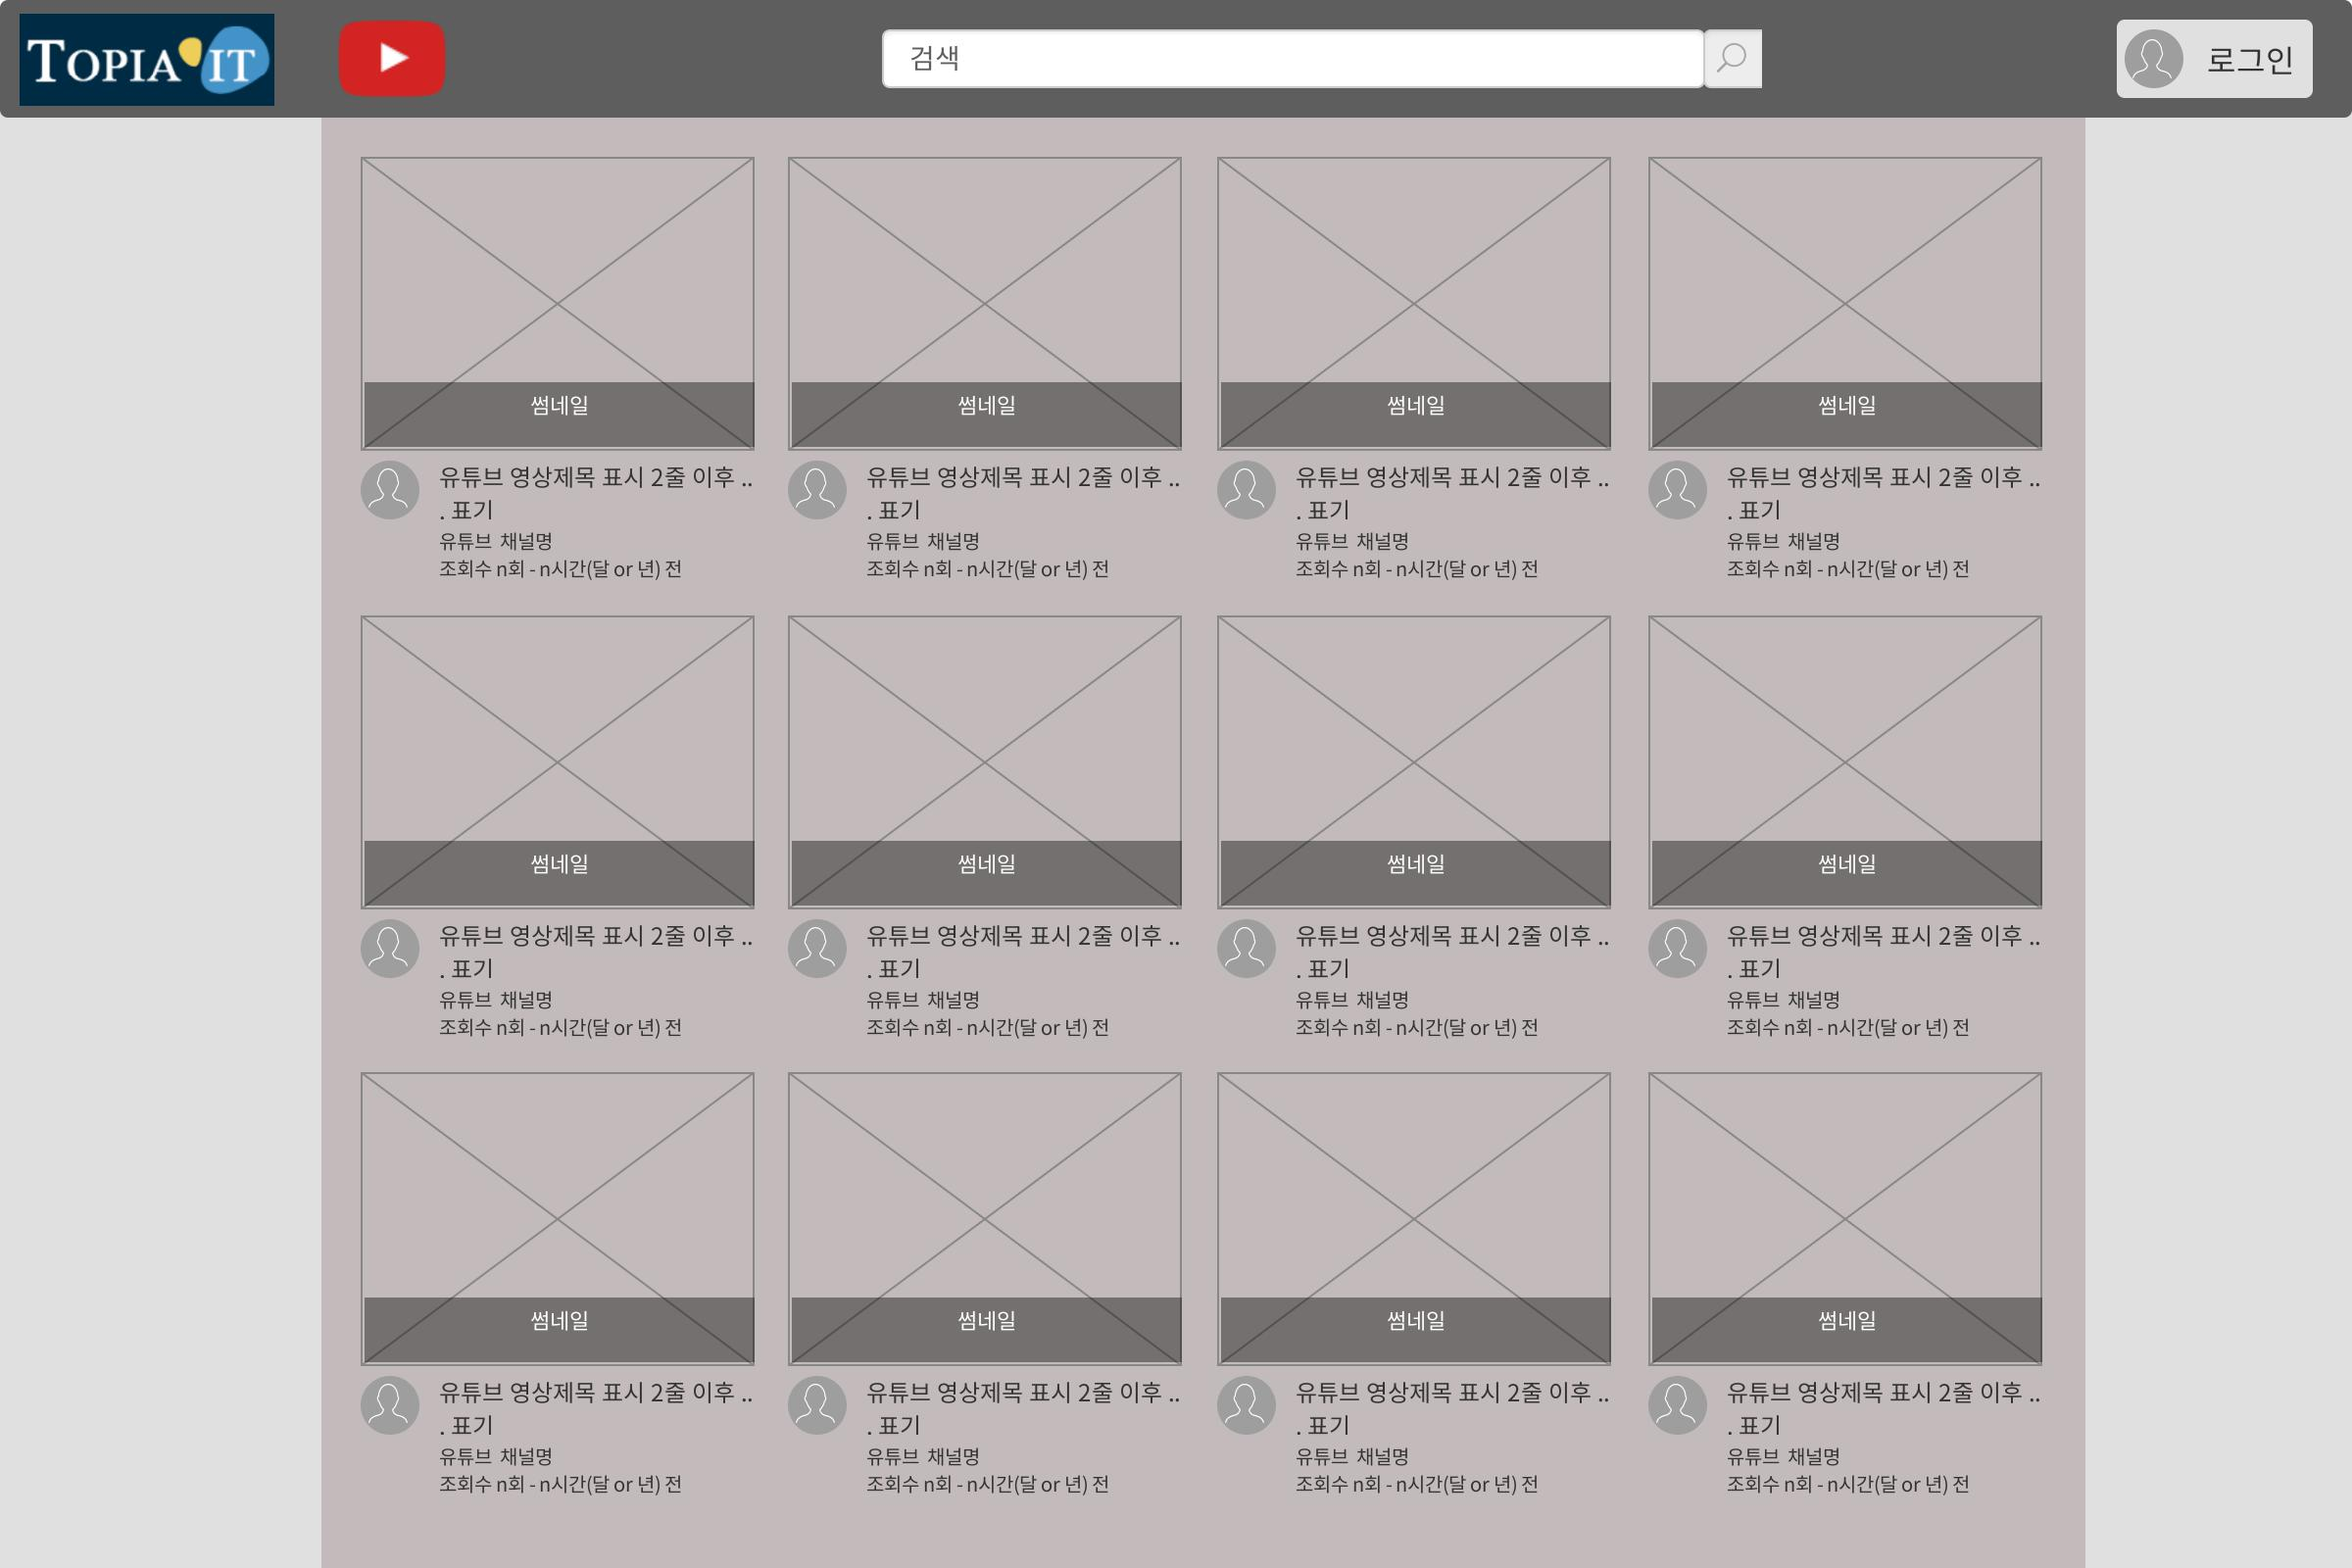 TOPIA IT
검색
로그인
썸네일
썸네일
썸네일
썸네일
유튜브 영상제목 표시 2줄 이후 ..
. 표기
유튜브 채널명
조회수 n회 - n시간(달 or 년) 전
유튜브 영상제목 표시 2줄 이후 ..
. 표기
유튜브 채널명
조회수 n회 - n시간(달 or 년) 전
유튜브 영상제목 표시 2줄 이후 ..
. 표기
유튜브 채널명
조회수 n회 - n시간(달 or 년) 전
유튜브 영상제목 표시 2줄 이후 ..
. 표기
유튜브 채널명
조회수 n회 - n시간(달 or 년) 전
썸네일
썸네일
썸네일
썸네일
유튜브 영상제목 표시 2줄 이후 ..
. 표기
유튜브 채널명
조회수 n회 - n시간(달 or 년) 전
유튜브 영상제목 표시 2줄 이후 ..
. 표기
유튜브 채널명
조회수 n회 - n시간(달 or 년) 전
유튜브 영상제목 표시 2줄 이후 ..
. 표기
유튜브 채널명
조회수 n회 - n시간(달 or 년) 전
유튜브 영상제목 표시 2줄 이후 ..
. 표기
유튜브 채널명
조회수 n회 - n시간(달 or 년) 전
썸네일
썸네일
썸네일
썸네일
유튜브 영상제목 표시 2줄 이후 ..
. 표기
유튜브 채널명
조회수 n회 - n시간(달 or 년) 전
유튜브 영상제목 표시 2줄 이후 ..
. 표기
유튜브 채널명
조회수 n회 - n시간(달 or 년) 전
유튜브 영상제목 표시 2줄 이후 ..
. 표기
유튜브 채널명
조회수 n회 - n시간(달 or 년) 전
유튜브 영상제목 표시 2줄 이후 ..
. 표기
유튜브 채널명
조회수 n회 - n시간(달 or 년) 전